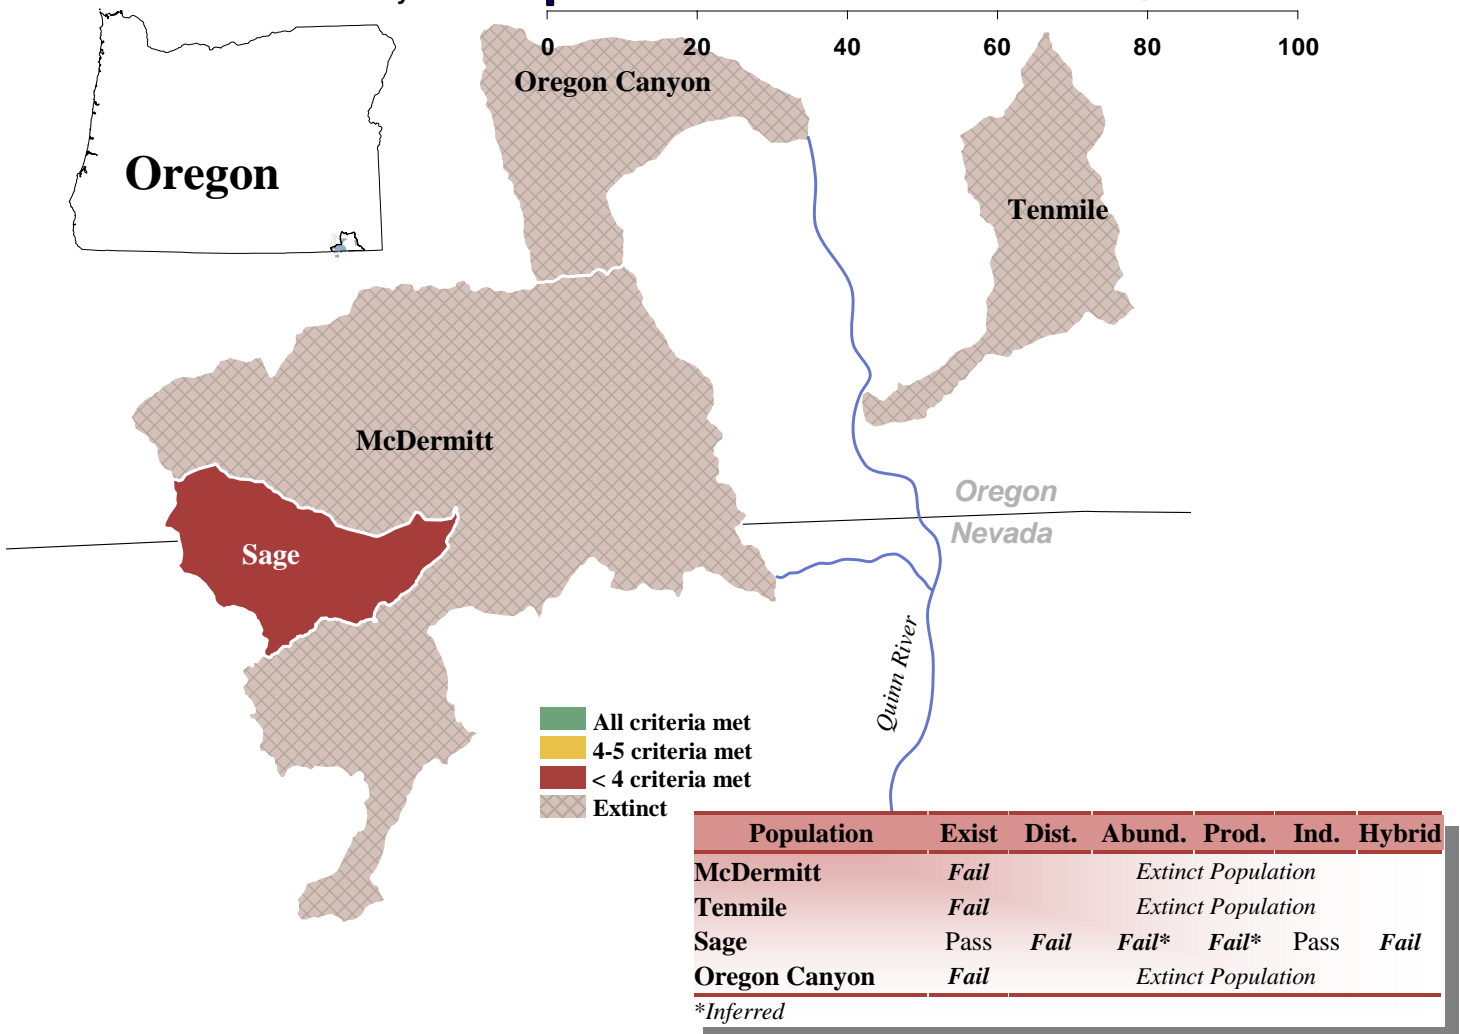 0 20 40 60 80 100
Oregon Canyon
Oregon
Tenmile
McDermitt
Oregon
Nevada
Sage
Quinn River
All criteria met
4-5 criteria met
< 4 criteria met
Extinct
Population Exist Dist. Abund. Prod. Ind. Hybrid
McDermitt Fail Extinct Population
Tenmile Fail Extinct Population
Sage Pass Fail Fail* Fail* Pass Fail
Oregon Canyon Fail Extinct Population
*Inferred